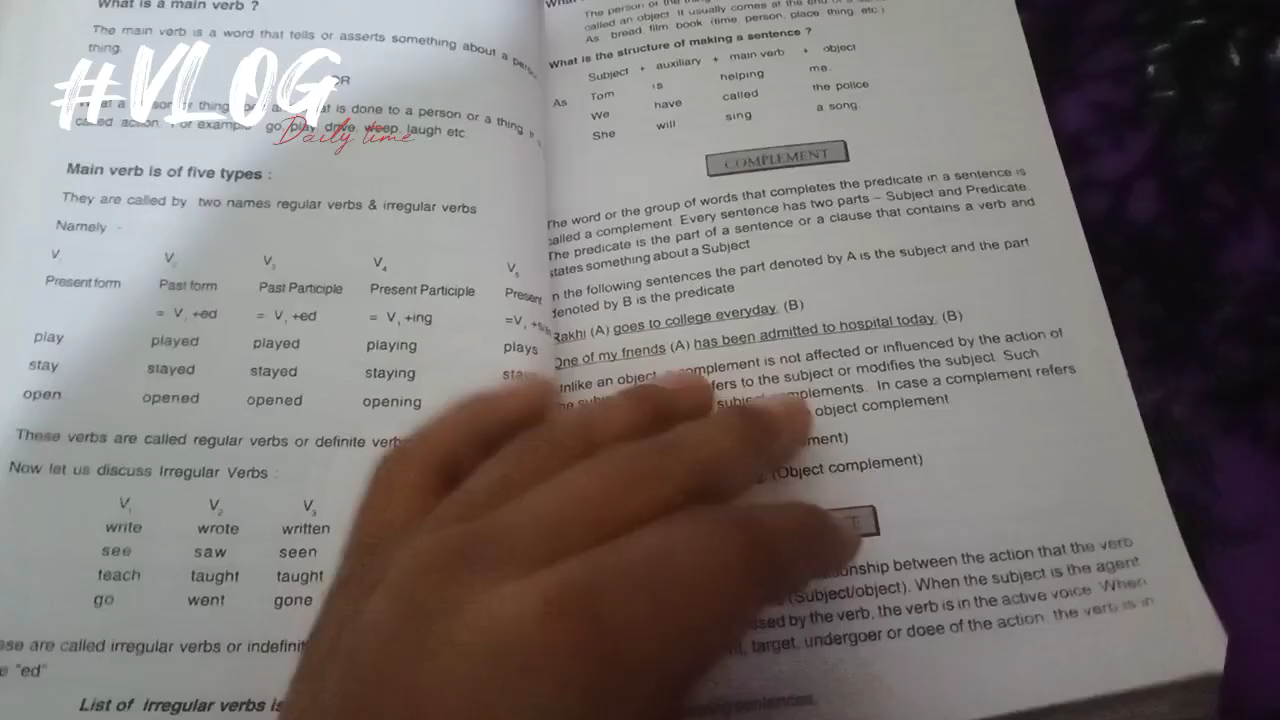 What is a main verb ?
The main verb is a word that tells or asserts something about a
thing.
#VLOG
Daily time
is done to a person or a thing
go, play, drive, weep, laugh etc.
Main verb is of five types :
They are called by two names regular verbs & irregular verbs
Namely -
V1 V2 V3 V4 V5
Present form Past form Past Participle Present Participle Present
= V1 +ed = V1 +ed = V1 +ing =V1
play played played playing plays
stay stayed stayed staying
open opened opened opening
These verbs are called regular verbs or definite
Now let us discuss Irregular Verbs :
V1 V2 V3
write wrote written
see saw seen
teach taught taught
go went gone
are called irregular verbs or
"ed"
List of irregular verbs
The person or the
called an object. It usually comes at the end of a
As bread, film book (time, person, place, thing, etc.)
What is the structure of making a sentence ?
Subject + auxiliary + main verb + object
As Tom is helping me.
We have called the police
She will sing a song.
COMPLEMENT
The word or the group of words that completes the predicate in a sentence is
called a complement. Every sentence has two parts – Subject and Predicate.
The predicate is the part of a sentence or a clause that contains a verb and
states something about a Subject
In the following sentences the part denoted by A is the subject and the part
denoted by B is the predicate
Rakhi (A) goes to college everyday. (B)
One of my friends (A) has been admitted to hospital today. (B)
Unlike an object, complement is not affected or influenced by the action of
to the subject or modifies the subject. Such
complements. In case a complement refers
object complement
(Object complement)
between the action that the verb
(Subject/object). When the subject is the agent
by the verb, the verb is in the active voice. When
target, undergoer or doee of the action, the verb is in
sentences.